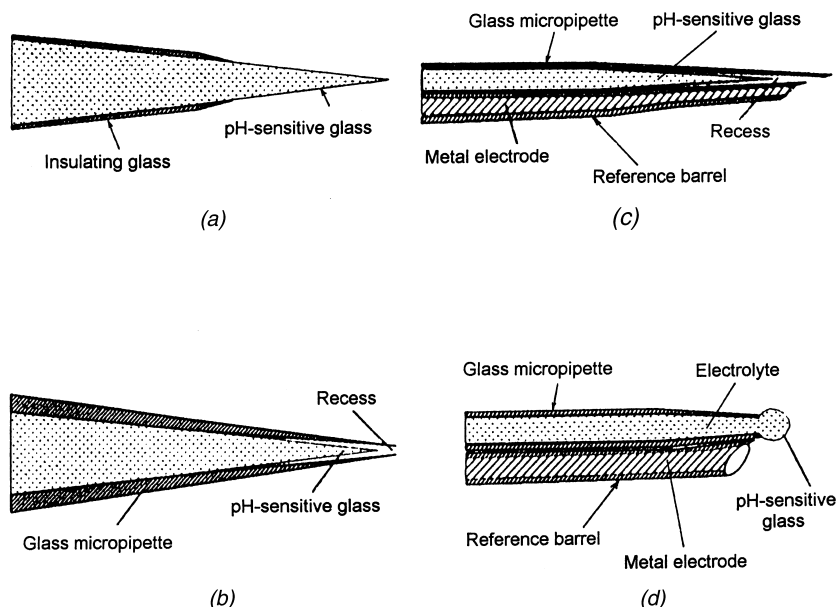 pH-sensitive glass
Insulating glass
(a)
Glass micropipette
pH-sensitive glass
Metal electrode
Recess
Reference barrel
(c)
Recess
pH-sensitive glass
Glass micropipette
(b)
Glass micropipette
Electrolyte
pH-sensitive
glass
Reference barrel
Metal electrode
(d)